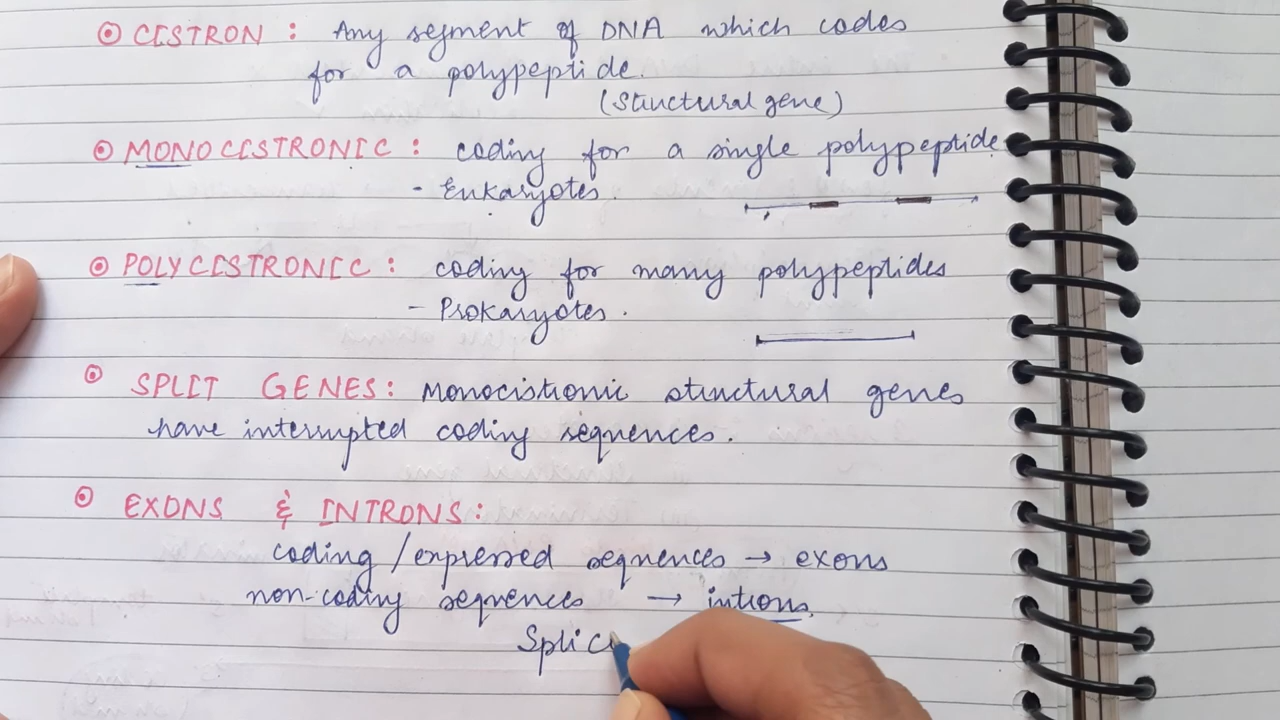 CISTRON : Any segment of DNA which codes
for a polypeptide.
(structural gene)
MONOCISTRONIC : coding for a single polypeptide
- Eukaryotes.
POLYCISTRONIC : coding for many polypeptides
- Prokaryotes.
SPLIT GENES : Monocistronic structural genes
have interrupted coding sequences.
EXONS & INTRONS :
coding / expressed sequences → exons
non-coding sequences → introns.
Splic